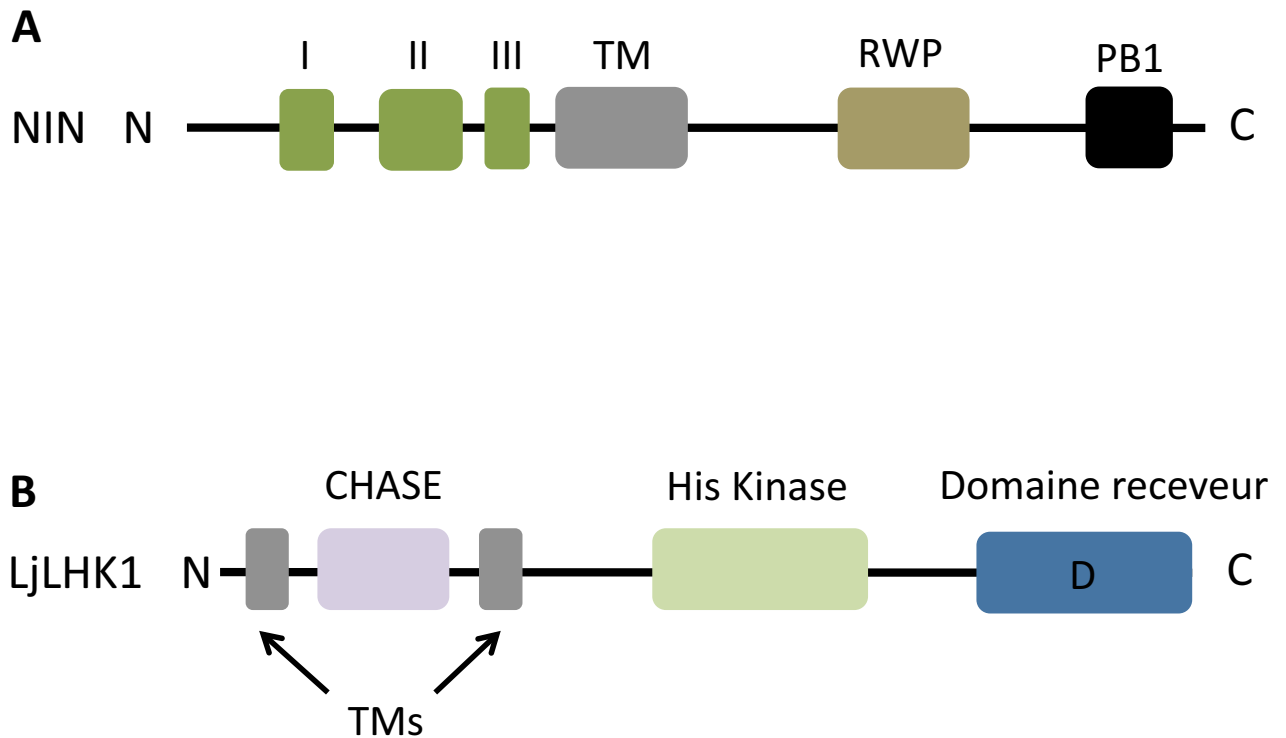 A
I II III TM RWP PB1
NIN N C
B
CHASE His Kinase Domaine receveur
LjLHK1 N D C
TMs